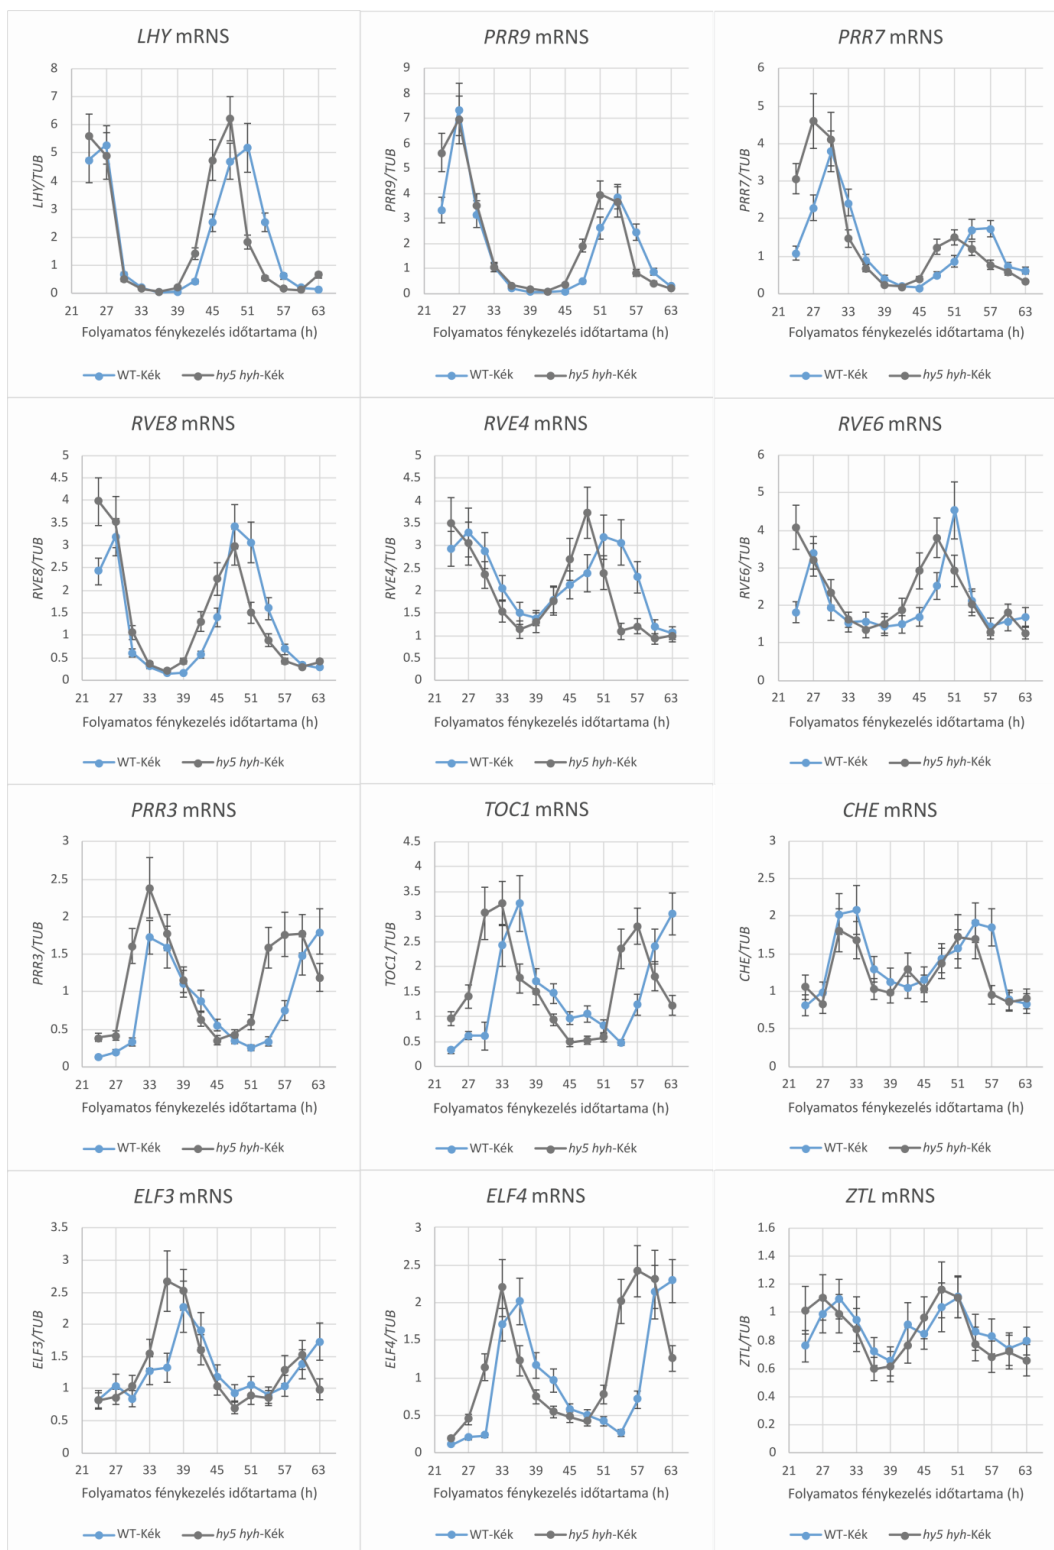 LHY mRNS
8
7
6
5
4
3
2
1
0
LHY/TUB
21 27 33 39 45 51 57 63
Folyamatos fénykezelés időtartama (h)
WT-Kék hy5 hyh-Kék
PRR9 mRNS
9
8
7
6
5
4
3
2
1
0
PRR9/TUB
21 27 33 39 45 51 57 63
Folyamatos fénykezelés időtartama (h)
WT-Kék hy5 hyh-Kék
PRR7 mRNS
6
5
4
3
2
1
0
PRR7/TUB
21 27 33 39 45 51 57 63
Folyamatos fénykezelés időtartama (h)
WT-Kék hy5 hyh-Kék
RVE8 mRNS
5
4.5
4
3.5
3
2.5
2
1.5
1
0.5
0
RVE8/TUB
21 27 33 39 45 51 57 63
Folyamatos fénykezelés időtartama (h)
WT-Kék hy5 hyh-Kék
RVE4 mRNS
5
4.5
4
3.5
3
2.5
2
1.5
1
0.5
0
RVE4/TUB
21 27 33 39 45 51 57 63
Folyamatos fénykezelés időtartama (h)
WT-Kék hy5 hyh-Kék
RVE6 mRNS
6
5
4
3
2
1
0
RVE6/TUB
21 27 33 39 45 51 57 63
Folyamatos fénykezelés időtartama (h)
WT-Kék hy5 hyh-Kék
PRR3 mRNS
3
2.5
2
1.5
1
0.5
0
PRR3/TUB
21 27 33 39 45 51 57 63
Folyamatos fénykezelés időtartama (h)
WT-Kék hy5 hyh-Kék
TOC1 mRNS
4.5
4
3.5
3
2.5
2
1.5
1
0.5
0
TOC1/TUB
21 27 33 39 45 51 57 63
Folyamatos fénykezelés időtartama (h)
WT-Kék hy5 hyh-Kék
CHE mRNS
3
2.5
2
1.5
1
0.5
0
CHE/TUB
21 27 33 39 45 51 57 63
Folyamatos fénykezelés időtartama (h)
WT-Kék hy5 hyh-Kék
ELF3 mRNS
3.5
3
2.5
2
1.5
1
0.5
0
ELF3/TUB
21 27 33 39 45 51 57 63
Folyamatos fénykezelés időtartama (h)
WT-Kék hy5 hyh-Kék
ELF4 mRNS
3
2.5
2
1.5
1
0.5
0
ELF4/TUB
21 27 33 39 45 51 57 63
Folyamatos fénykezelés időtartama (h)
WT-Kék hy5 hyh-Kék
ZTL mRNS
1.6
1.4
1.2
1
0.8
0.6
0.4
0.2
0
ZTL/TUB
21 27 33 39 45 51 57 63
Folyamatos fénykezelés időtartama (h)
WT-Kék hy5 hyh-Kék